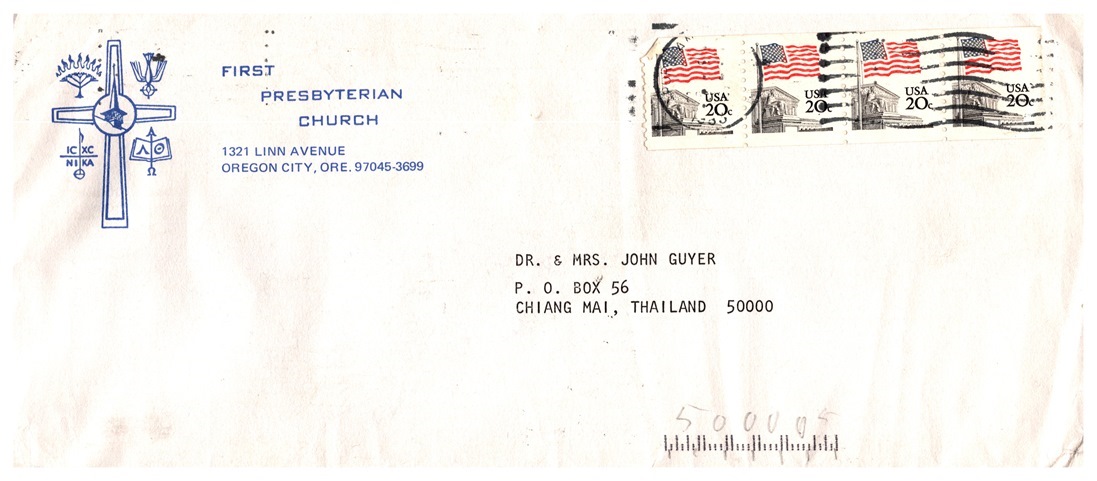 FIRST
PRESBYTERIAN
CHURCH
1321 LINN AVENUE
OREGON CITY, ORE. 97045-3699
IC XC
NI KA
Α Θ
Ω
USA
20c
USA
20c
USA
20c
USA
20c
DR. & MRS. JOHN GUYER
P. O. BOX 56
CHIANG MAI, THAILAND 50000